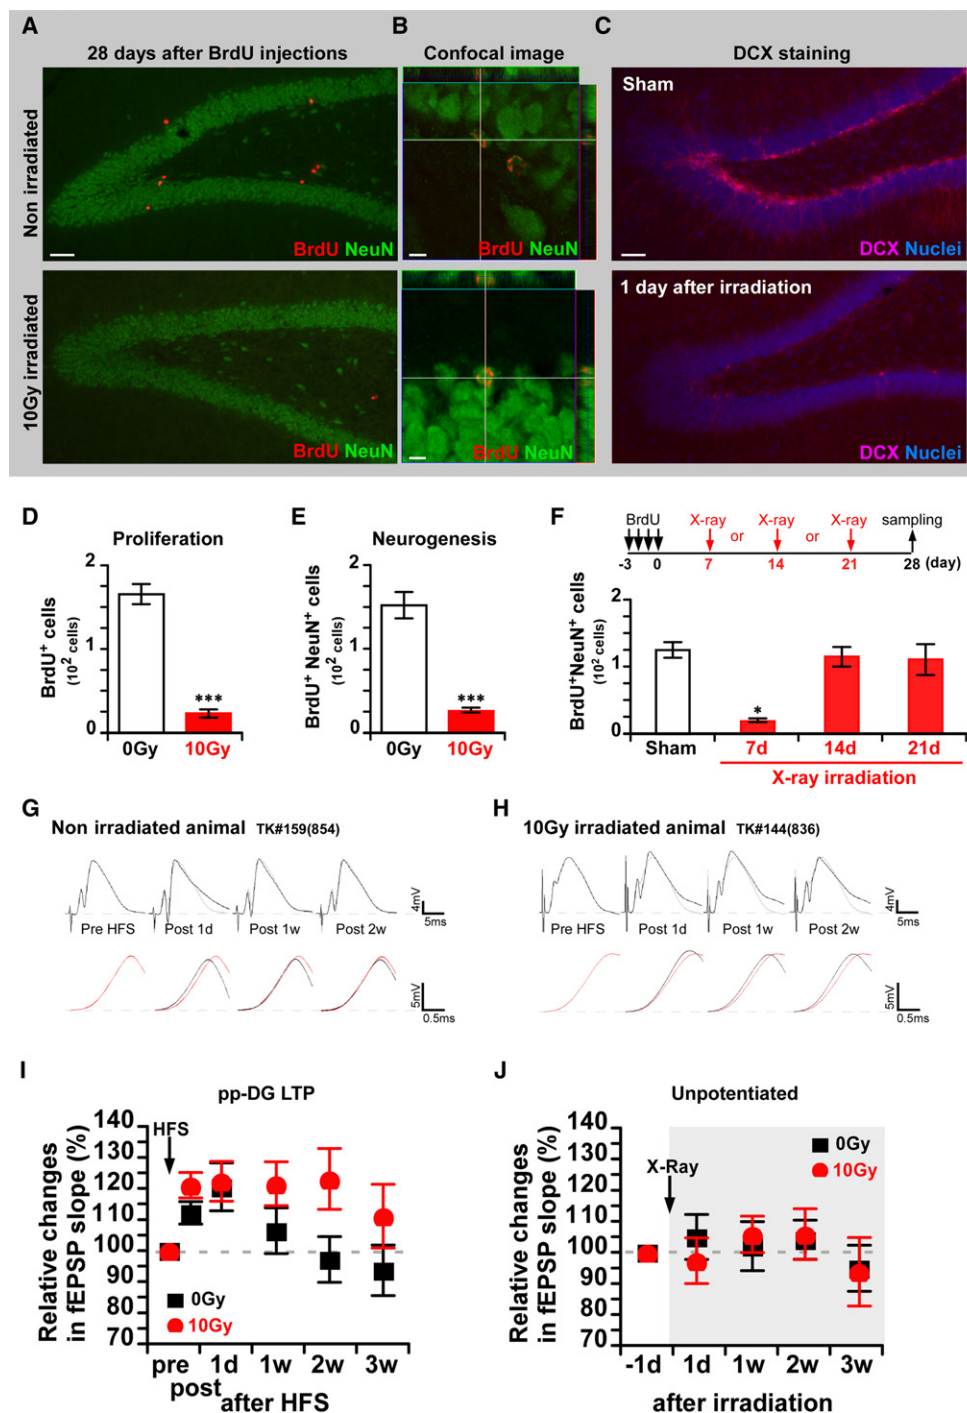 A
28 days after BrdU injections
B
Confocal image
C
DCX staining
Non irradiated
BrdU NeuN
BrdU NeuN
Sham
DCX Nuclei
10Gy irradiated
BrdU NeuN
BrdU NeuN
1 day after irradiation
DCX Nuclei
D
Proliferation
BrdU+ cells
(10² cells)
2
1
0
***
0Gy 10Gy
E
Neurogenesis
BrdU+ NeuN+ cells
(10² cells)
2
1
0
***
0Gy 10Gy
F
BrdU X-ray or X-ray or X-ray sampling
-3 0 7 14 21 28 (day)
BrdU+NeuN+ cells
(10² cells)
2
1
0
*
Sham 7d 14d 21d
X-ray irradiation
G
Non irradiated animal TK#159(854)
4mV
5ms
Pre HFS Post 1d Post 1w Post 2w
5mV
0.5ms
H
10Gy irradiated animal TK#144(836)
4mV
5ms
Pre HFS Post 1d Post 1w Post 2w
5mV
0.5ms
I
pp-DG LTP
Relative changes
in fEPSP slope (%)
140
130
120
110
100
90
80
70
HFS
0Gy
10Gy
pre post 1d 1w 2w 3w
after HFS
J
Unpotentiated
Relative changes
in fEPSP slope (%)
140
130
120
110
100
90
80
70
X-Ray
0Gy
10Gy
-1d 1d 1w 2w 3w
after irradiation